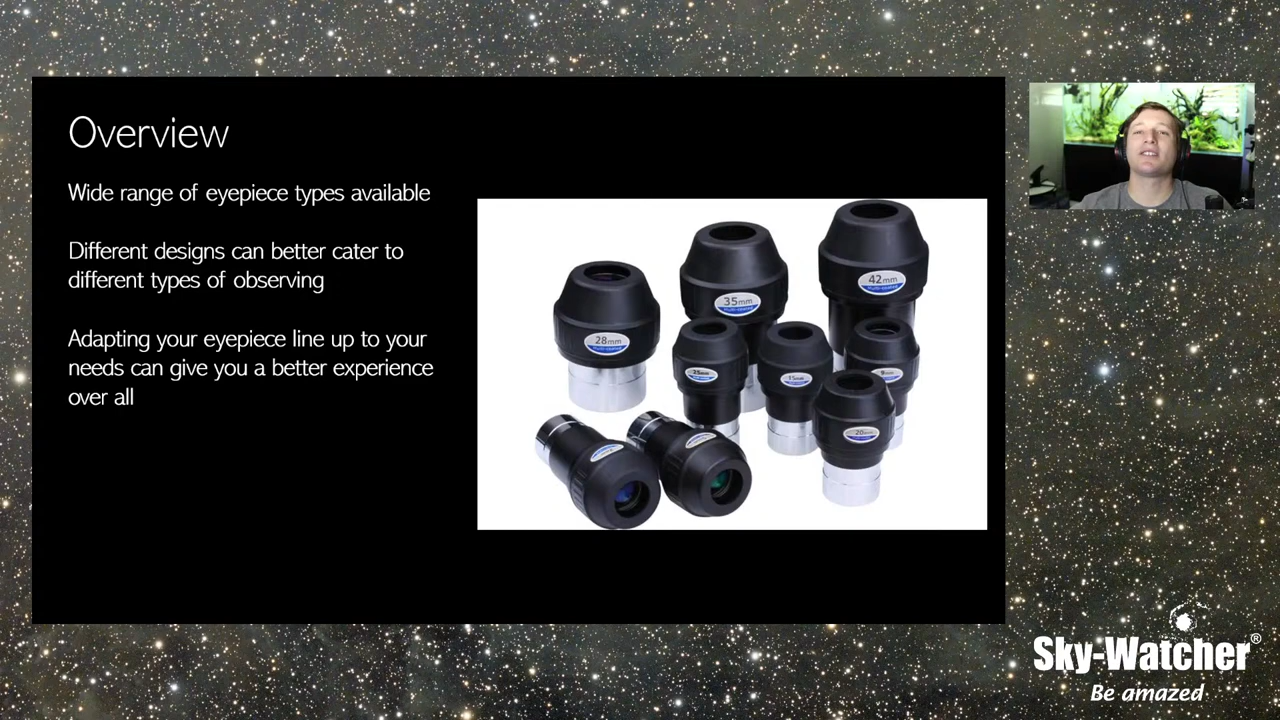 Overview
Wide range of eyepiece types available
Different designs can better cater to
different types of observing
Adapting your eyepiece line up to your
needs can give you a better experience
over all
42mm
35mm
28mm
25mm
15mm
20mm
Sky-Watcher®
Be amazed